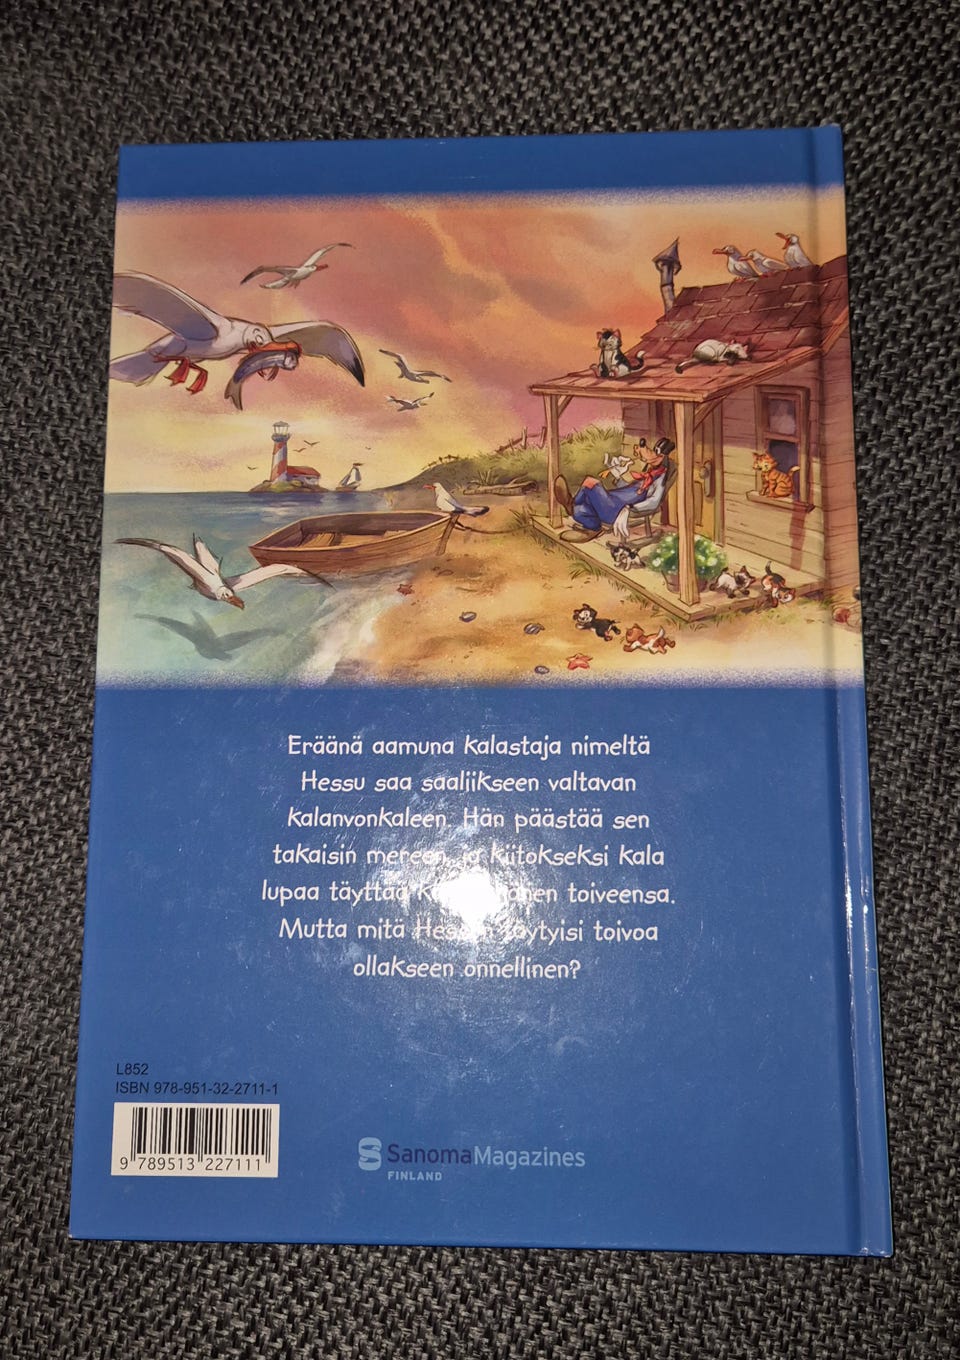 Eräänä aamuna kalastaja nimeltä
Hessu saa saaliikseen valtavan
kalanvonkaleen. Hän päästää sen
takaisin mereen, ja kiitokseksi kala
lupaa täyttää toiveensa.
Mutta mitä Hessun täytyisi toivoa
ollakseen onnellinen?
L852
ISBN 978-951-32-2711-1
9 789513 227111
SanomaMagazines
FINLAND